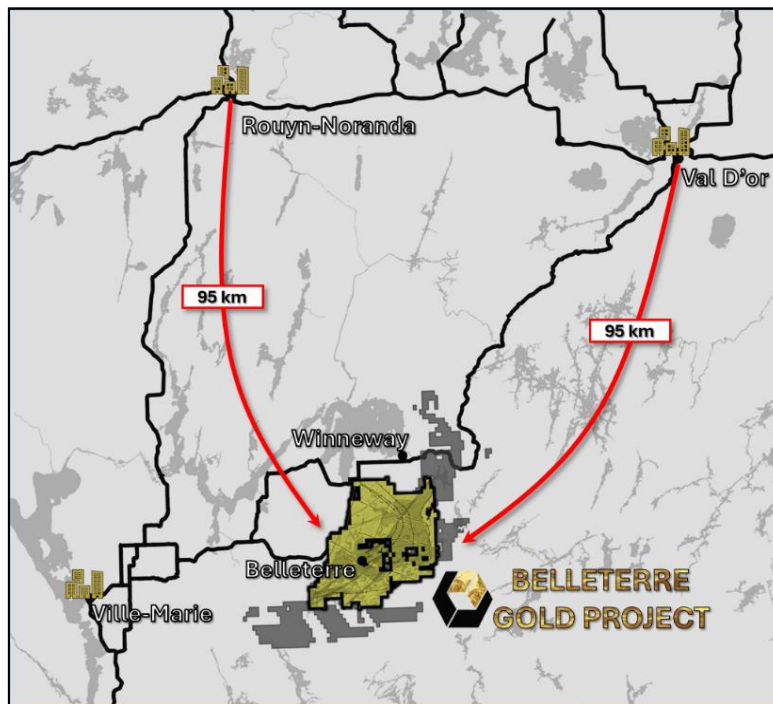 Rouyn-Noranda
Val D'or
95 km
95 km
Winneway
Belleterre
Ville-Marie
BELLETERRE
GOLD PROJECT